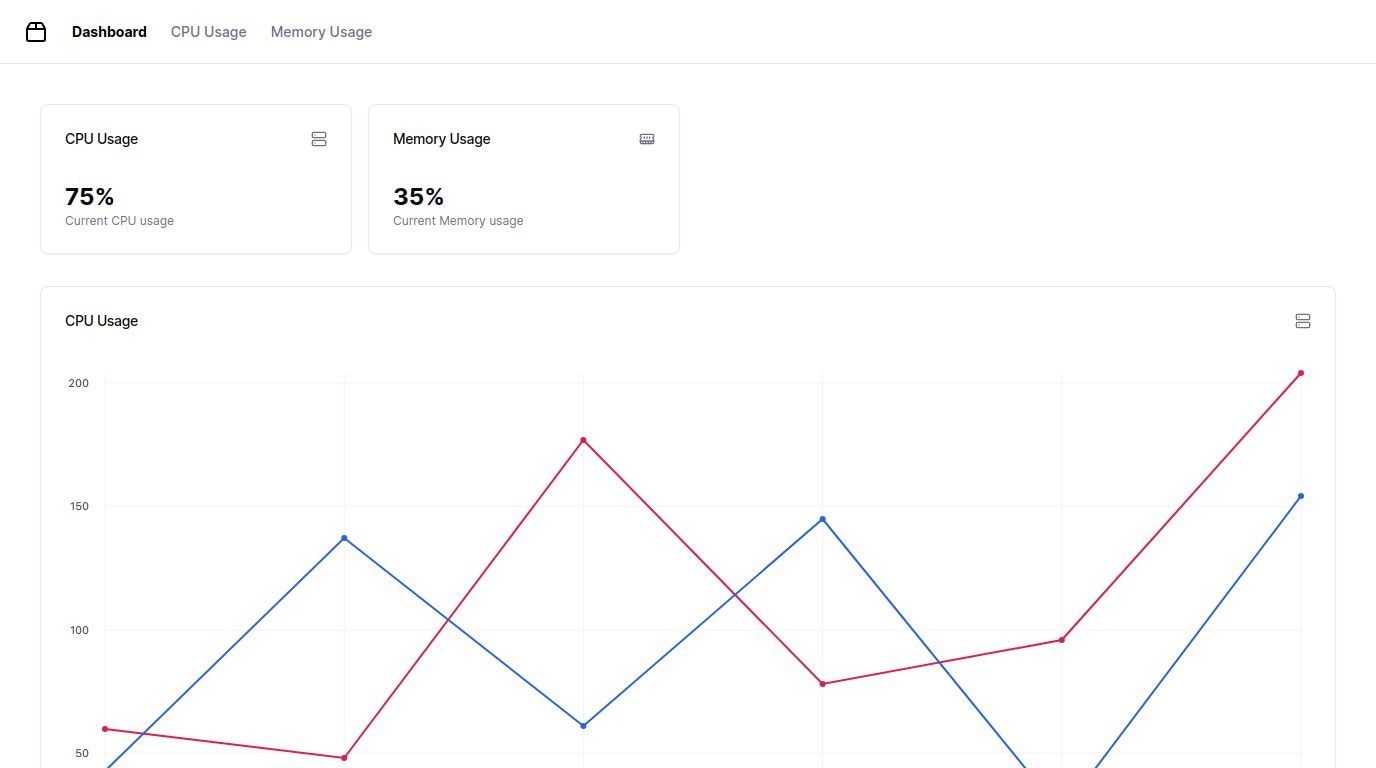 Dashboard CPU Usage Memory Usage
CPU Usage
75%
Current CPU usage
Memory Usage
35%
Current Memory usage
CPU Usage
200
150
100
50